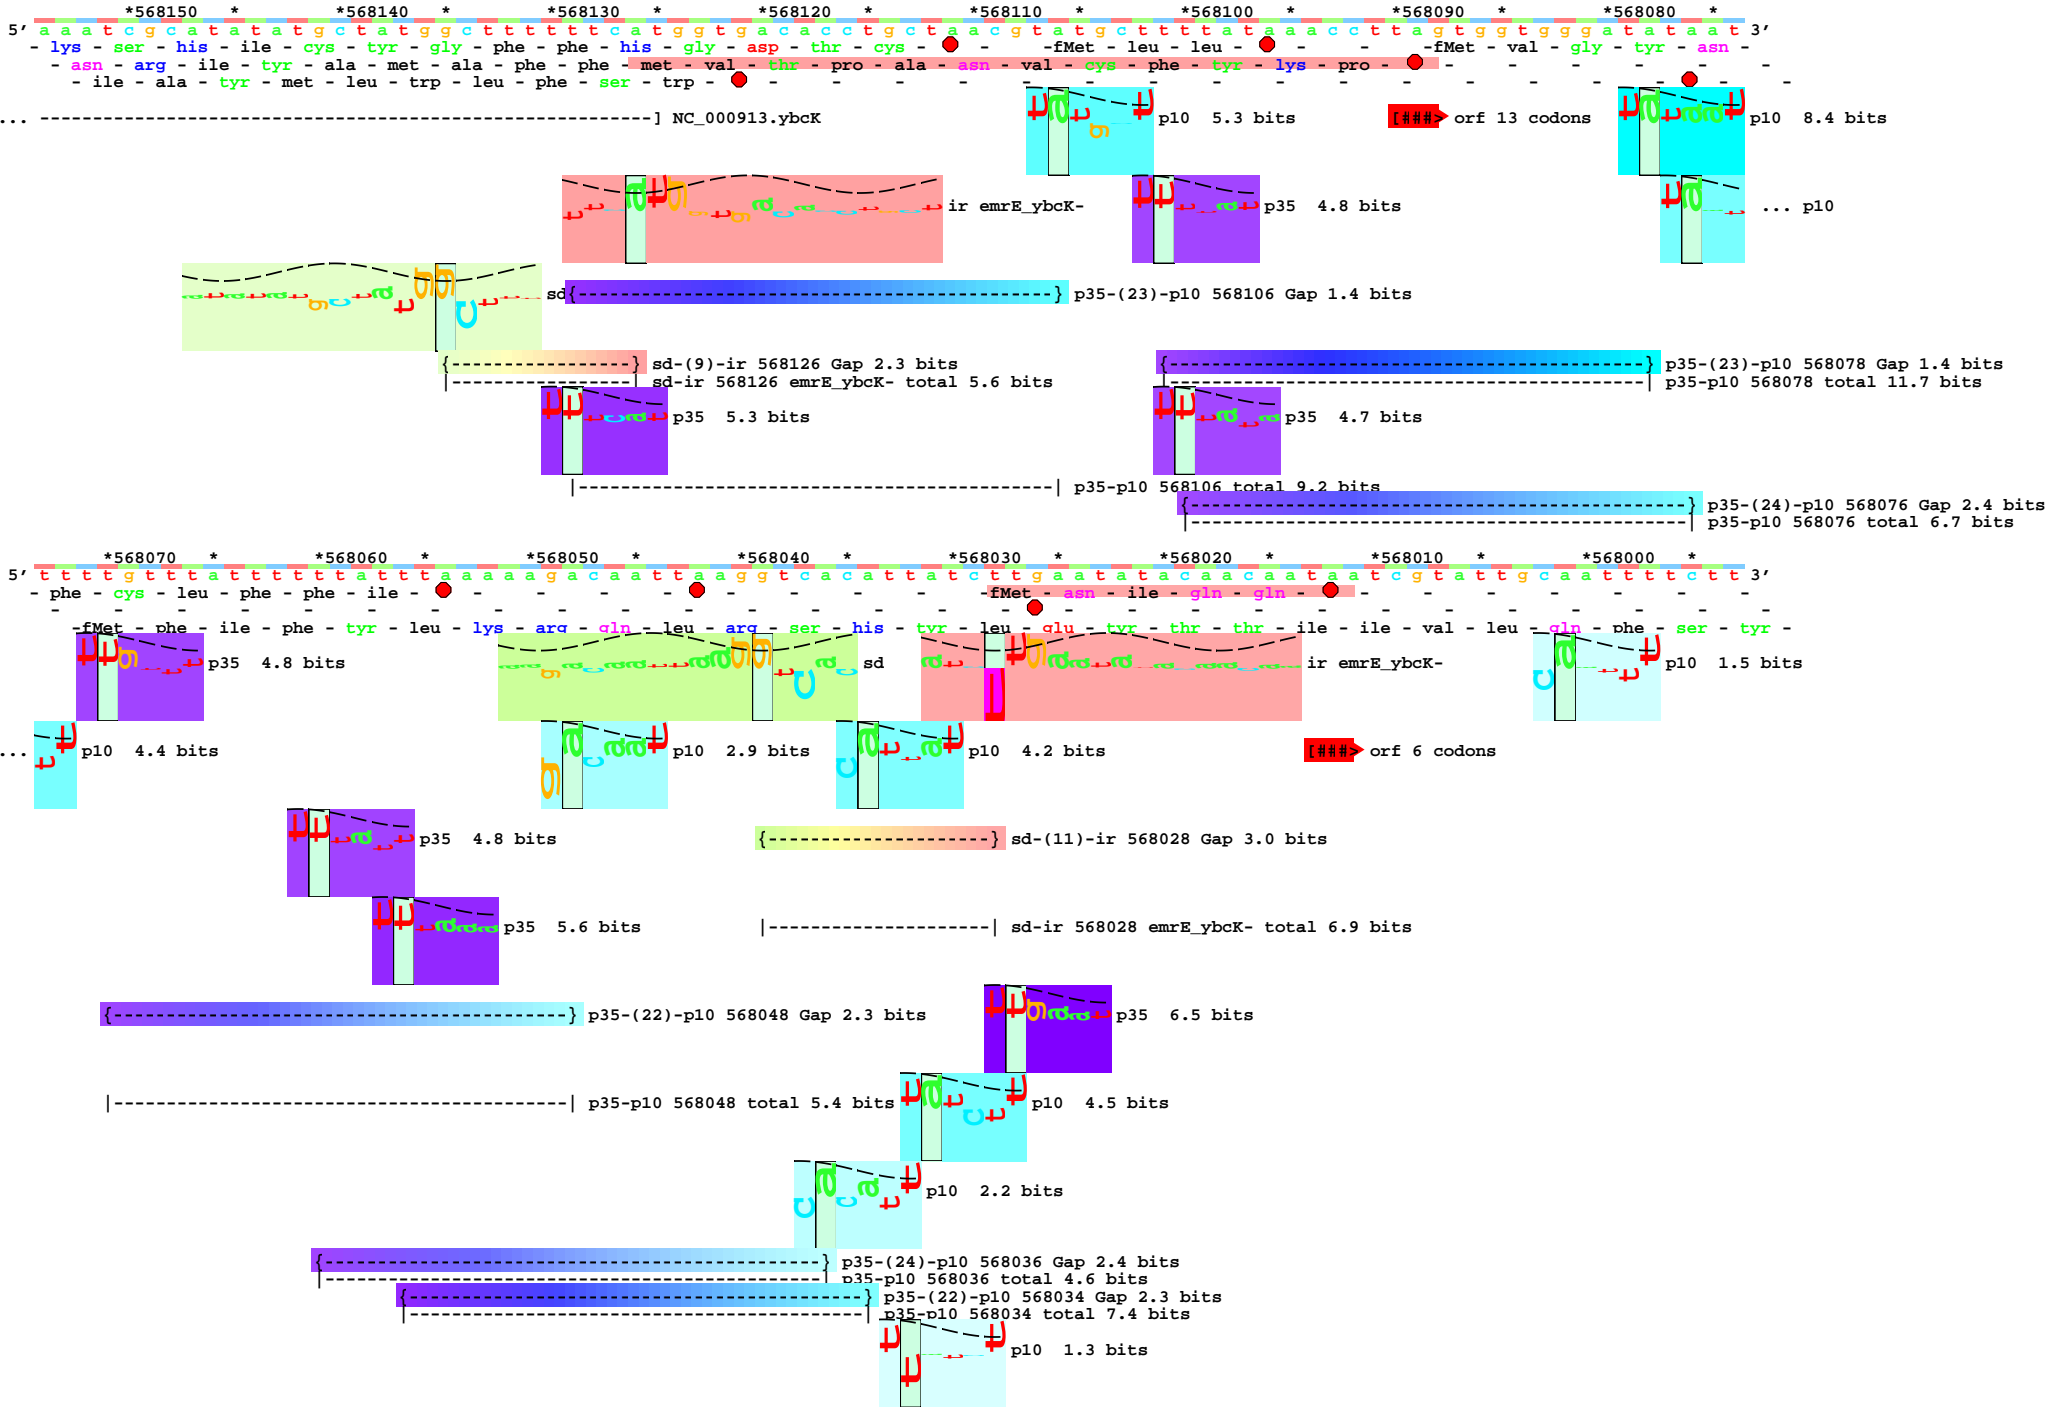 *568150 * *568140 * *568130 * *568120 * *568110 * *568100 * *568090 * *568080 *
5’ a a a t c g c a t a t a t g c t a t g g c t t t t t t c a t g g t g a c a c c t g c t a a c g t a t g c t t t t a t a a a c c t t a g t g g t g g g a t a t a a t 3’
- lys - ser - his - ile - cys - tyr - gly - phe - phe - his - gly - asp - thr - cys - - -fMet - leu - leu - - - -fMet - val - gly - tyr - asn -
- asn - arg - ile - tyr - ala - met - ala - phe - phe - met - val - thr - pro - ala - asn - val - cys - phe - tyr - lys - pro - - - - - - -
- ile - ala - tyr - met - leu - trp - leu - phe - ser - trp - - - - - - - - - - - - - - - -
... ---------------------------------------------------------] NC_000913.ybcK
p10 5.3 bits
[###> orf 13 codons
p10 8.4 bits
ir emrE_ybcK-
p35 4.8 bits
... p10
sd
{---------------------------------------------} p35-(23)-p10 568106 Gap 1.4 bits
{-----------------} sd-(9)-ir 568126 Gap 2.3 bits
{---------------------------------------------} p35-(23)-p10 568078 Gap 1.4 bits
|-----------------| sd-ir 568126 emrE_ybcK- total 5.6 bits
|---------------------------------------------| p35-p10 568078 total 11.7 bits
p35 5.3 bits
p35 4.7 bits
|---------------------------------------------| p35-p10 568106 total 9.2 bits
{-----------------------------------------------} p35-(24)-p10 568076 Gap 2.4 bits
|-----------------------------------------------| p35-p10 568076 total 6.7 bits
*568070 * *568060 * *568050 * *568040 * *568030 * *568020 * *568010 * *568000 *
5’ t t t t g t t t a t t t t t t a t t t a a a a a g a c a a t t a a g g t c a c a t t a t c t t g a a t a t a c a a c a a t a a t c g t a t t g c a a t t t t c t t 3’
- phe - cys - leu - phe - phe - ile - - - - - - - - - -fMet - asn - ile - gln - gln - - - - - - - -
- - - - - - - - - - - - - - - - - - - - - - - - - - -
-fMet - phe - ile - phe - tyr - leu - lys - arg - gln - leu - arg - ser - his - tyr - leu - glu - tyr - thr - thr - ile - ile - val - leu - gln - phe - ser - tyr -
p35 4.8 bits
sd
ir emrE_ybcK-
p10 1.5 bits
... p10 4.4 bits
p10 2.9 bits
p10 4.2 bits
[###> orf 6 codons
p35 4.8 bits
{---------------------} sd-(11)-ir 568028 Gap 3.0 bits
p35 5.6 bits
|---------------------| sd-ir 568028 emrE_ybcK- total 6.9 bits
{-------------------------------------------} p35-(22)-p10 568048 Gap 2.3 bits
p35 6.5 bits
|-------------------------------------------| p35-p10 568048 total 5.4 bits
p10 4.5 bits
p10 2.2 bits
{-----------------------------------------------} p35-(24)-p10 568036 Gap 2.4 bits
|-----------------------------------------------| p35-p10 568036 total 4.6 bits
{-------------------------------------------} p35-(22)-p10 568034 Gap 2.3 bits
|-------------------------------------------| p35-p10 568034 total 7.4 bits
p10 1.3 bits